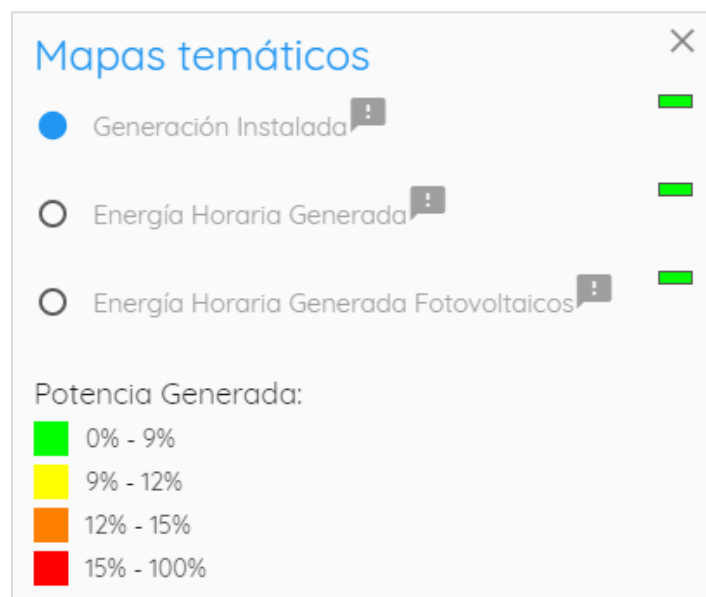 Mapas temáticos
Generación Instalada
Energía Horaria Generada
Energía Horaria Generada Fotovoltaicos
Potencia Generada:
0% - 9%
9% - 12%
12% - 15%
15% - 100%